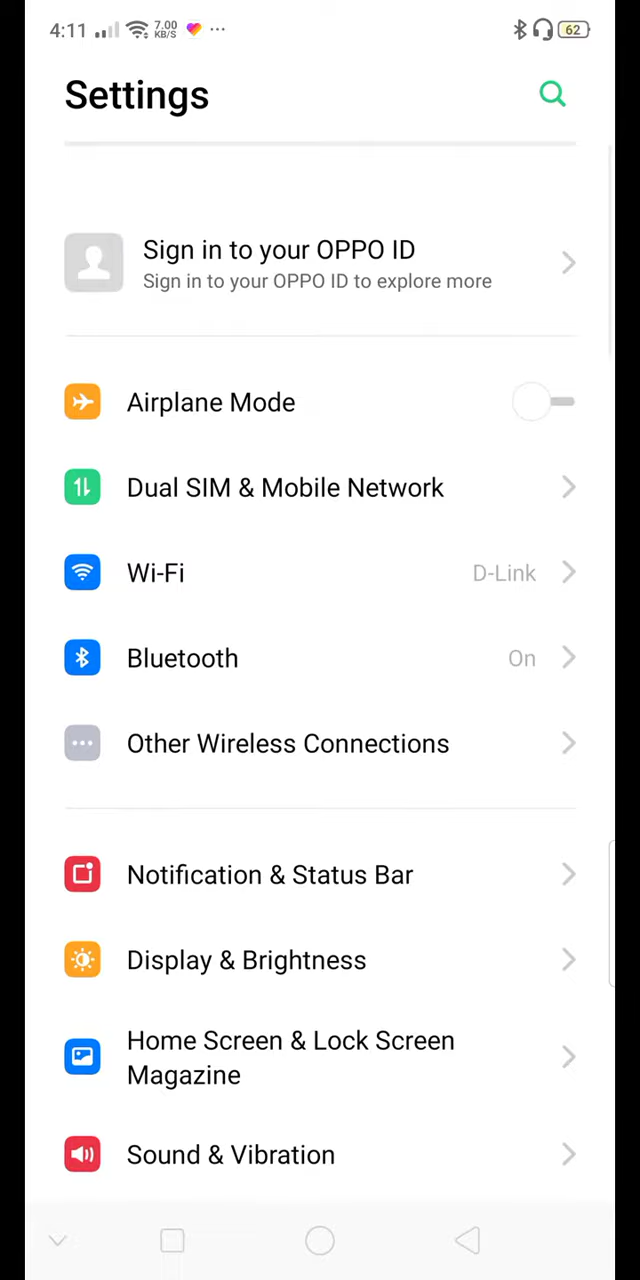 4:11 7.00 KB/S ... 62
Settings
Sign in to your OPPO ID
Sign in to your OPPO ID to explore more
Airplane Mode
Dual SIM & Mobile Network
Wi-Fi D-Link
Bluetooth On
Other Wireless Connections
Notification & Status Bar
Display & Brightness
Home Screen & Lock Screen
Magazine
Sound & Vibration